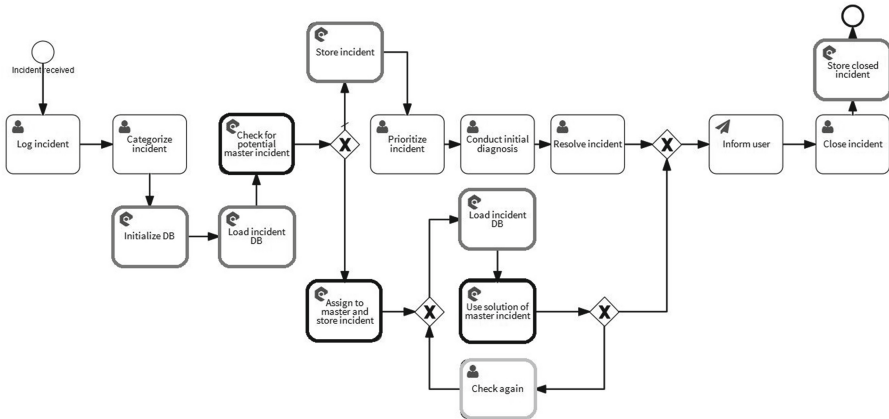 Incident received
Log incident
Categorize
incident
Initialize DB
Load incident
DB
Check for
potential
master incident
X
Store incident
Prioritize
incident
Conduct initial
diagnosis
Resolve incident
X
Inform user
Close incident
Store closed
incident
Assign to
master and
store incident
X
Load incident
DB
Use solution of
master incident
X
Check again